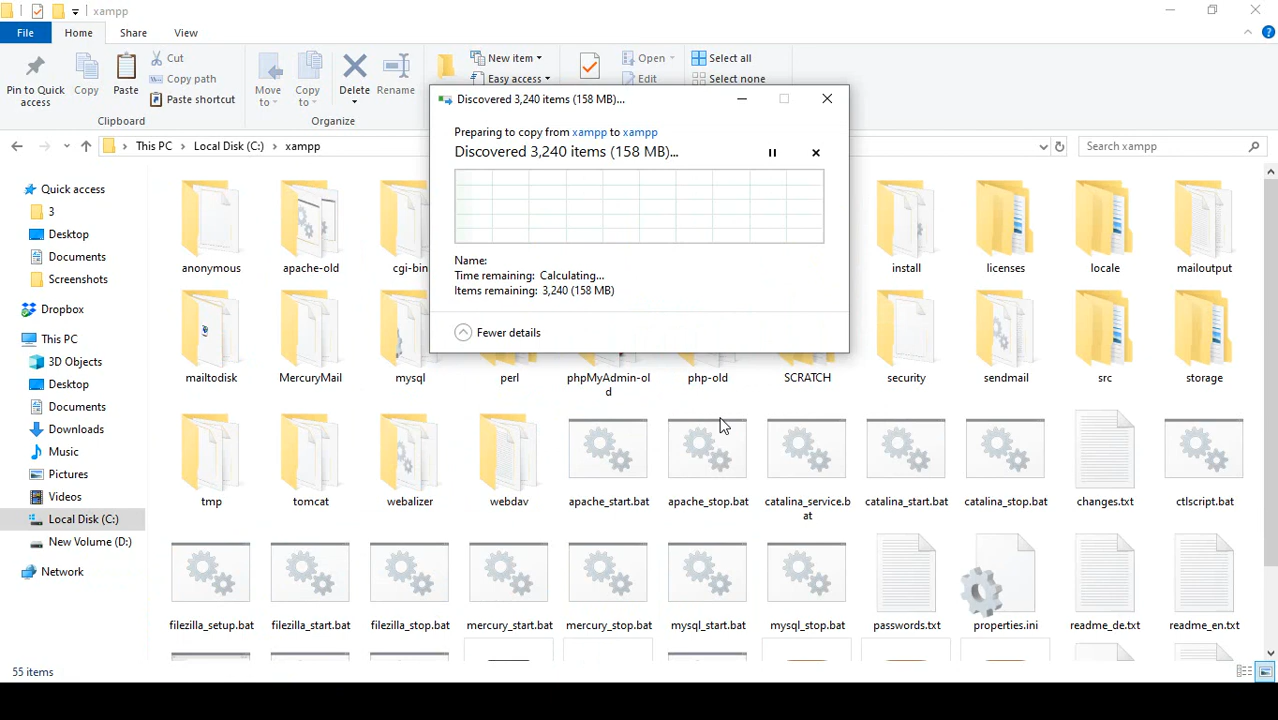 xampp
File
Home
Share
View
Pin to Quick
access
Copy
Paste
Cut
Copy path
Paste shortcut
Clipboard
Move
to
Copy
to
Delete
Rename
Organize
New item
Easy access
Open
Edit
Select all
Select none
Discovered 3,240 items (158 MB)...
Preparing to copy from xampp to xampp
Discovered 3,240 items (158 MB)...
Name:
Time remaining: Calculating...
Items remaining: 3,240 (158 MB)
Fewer details
This PC
Local Disk (C:)
xampp
Search xampp
Quick access
3
Desktop
Documents
Screenshots
Dropbox
This PC
3D Objects
Desktop
Documents
Downloads
Music
Pictures
Videos
Local Disk (C:)
New Volume (D:)
Network
anonymous
apache-old
cgi-bin
install
licenses
locale
mailoutput
mailtodisk
MercuryMail
mysql
perl
phpMyAdmin-ol
d
php-old
SCRATCH
security
sendmail
src
storage
tmp
tomcat
webalizer
webdav
apache_start.bat
apache_stop.bat
catalina_service.b
at
catalina_start.bat
catalina_stop.bat
changes.txt
ctlscript.bat
filezilla_setup.bat
filezilla_start.bat
filezilla_stop.bat
mercury_start.bat
mercury_stop.bat
mysql_start.bat
mysql_stop.bat
passwords.txt
properties.ini
readme_de.txt
readme_en.txt
55 items